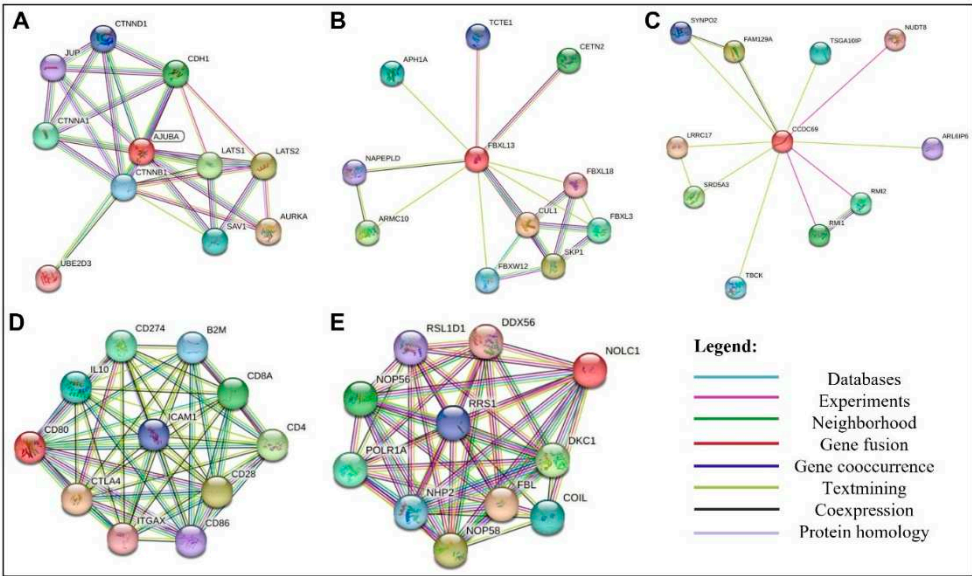 A
CTNND1
JUP
CDH1
CTNNA1
AJUBA
LATS1
LATS2
CTNNB1
AURKA
SAV1
UBE2D3
B
TCTE1
APH1A
CETN2
FBXL13
NAPEPLD
FBXL18
CUL1
FBXL3
ARMC10
SKP1
FBXW12
C
SYNPO2
NUDT8
FAM129A
TSGA10IP
CCDC69
LRRC17
ARL6IP6
SRD5A3
RMI2
RMI1
TBCK
D
CD274
B2M
IL10
CD8A
ICAM1
CD80
CD4
CTLA4
CD28
ITGAX
CD86
E
RSL1D1
DDX56
NOLC1
NOP56
RRS1
POLR1A
DKC1
NHP2
FBL
COIL
NOP58
Legend:
Databases
Experiments
Neighborhood
Gene fusion
Gene cooccurrence
Textmining
Coexpression
Protein homology